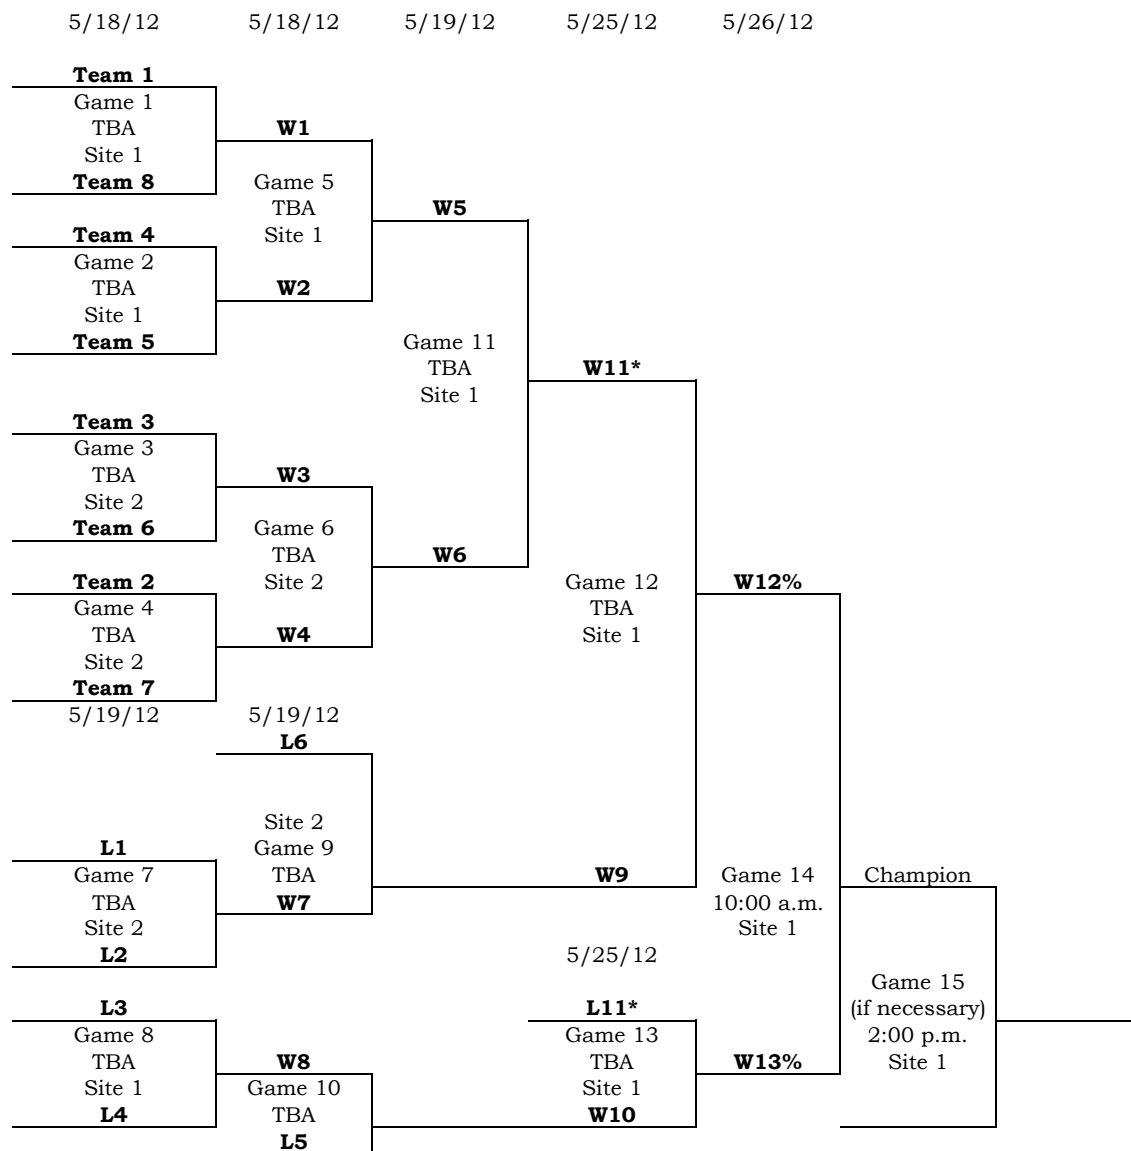 5/18/12 5/18/12 5/19/12 5/25/12 5/26/12
Team 1
Game 1
TBA W1
Site 1
Team 8 Game 5
TBA W5
Team 4 Site 1
Game 2
TBA W2
Site 1
Team 5 Game 11
TBA W11*
Site 1
Team 3
Game 3
TBA W3
Site 2
Team 6 Game 6
TBA W6
Team 2 Site 2 Game 12 W12%
Game 4 TBA
TBA W4 Site 1
Site 2
Team 7
5/19/12 5/19/12
L6
Site 2
L1 Game 9
Game 7 TBA W9 Game 14 Champion
TBA W7 10:00 a.m.
Site 2 Site 1
L2 5/25/12
Game 15
L3 L11* (if necessary)
Game 8 Game 13 2:00 p.m.
TBA W8 TBA W13% Site 1
Site 1 Game 10 Site 1
L4 TBA W10
L5